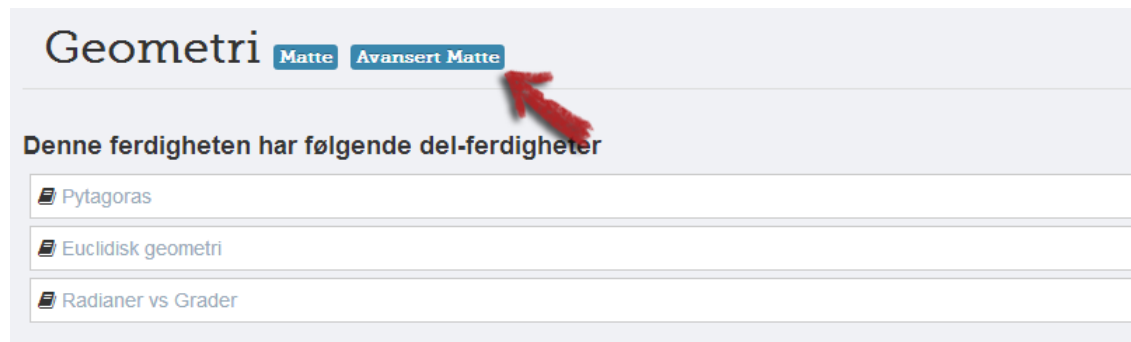 Geometri Matte Avansert Matte
Denne ferdigheten har følgende del-ferdigheter
Pytagoras
Euclidisk geometri
Radianer vs Grader